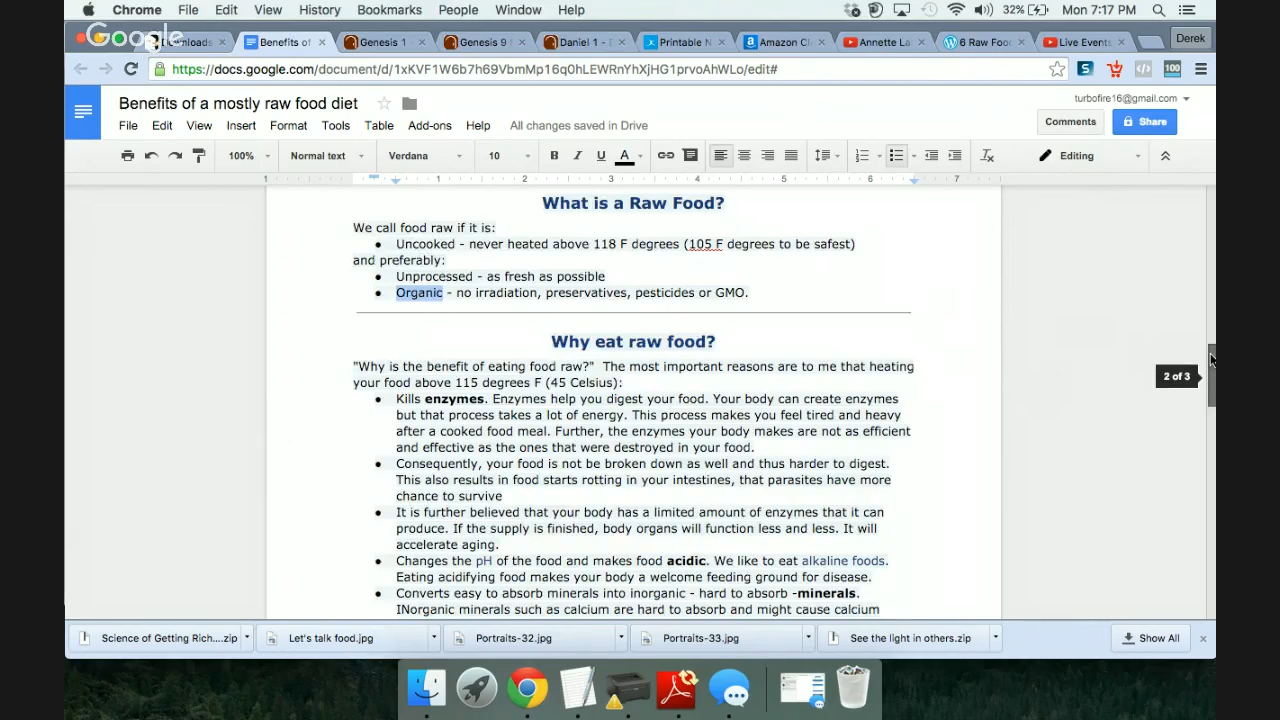 Chrome File Edit View History Bookmarks People Window Help 32% Mon 7:17 PM
Google
Downloads Benefits of Genesis 1 - Genesis 9 Daniel 1 - Printable N Amazon Cl Annette La 6 Raw Food Live Events Derek
https://docs.google.com/document/d/
turbofire16@gmail.com
Benefits of a mostly raw food diet
Comments Share
File Edit View Insert Format Tools Table Add-ons Help All changes saved in Drive
100% Normal text Verdana 10 B I U A Editing
1 1 2 3 4 5 6 7
What is a Raw Food?
We call food raw if it is:
● Uncooked - never heated above 118 F degrees (105 F degrees to be safest)
and preferably:
● Unprocessed - as fresh as possible
● Organic - no irradiation, preservatives, pesticides or GMO.
Why eat raw food?
"Why is the benefit of eating food raw?" The most important reasons are to me that heating
your food above 115 degrees F (45 Celsius):
2 of 3
● Kills enzymes. Enzymes help you digest your food. Your body can create enzymes
but that process takes a lot of energy. This process makes you feel tired and heavy
after a cooked food meal. Further, the enzymes your body makes are not as efficient
and effective as the ones that were destroyed in your food.
● Consequently, your food is not be broken down as well and thus harder to digest.
This also results in food starts rotting in your intestines, that parasites have more
chance to survive
● It is further believed that your body has a limited amount of enzymes that it can
produce. If the supply is finished, body organs will function less and less. It will
accelerate aging.
● Changes the pH of the food and makes food acidic. We like to eat alkaline foods.
Eating acidifying food makes your body a welcome feeding ground for disease.
● Converts easy to absorb minerals into inorganic - hard to absorb -minerals.
INorganic minerals such as calcium are hard to absorb and might cause calcium
Science of Getting Rich....zip Let's talk food.jpg Portraits-32.jpg Portraits-33.jpg See the light in others.zip Show All